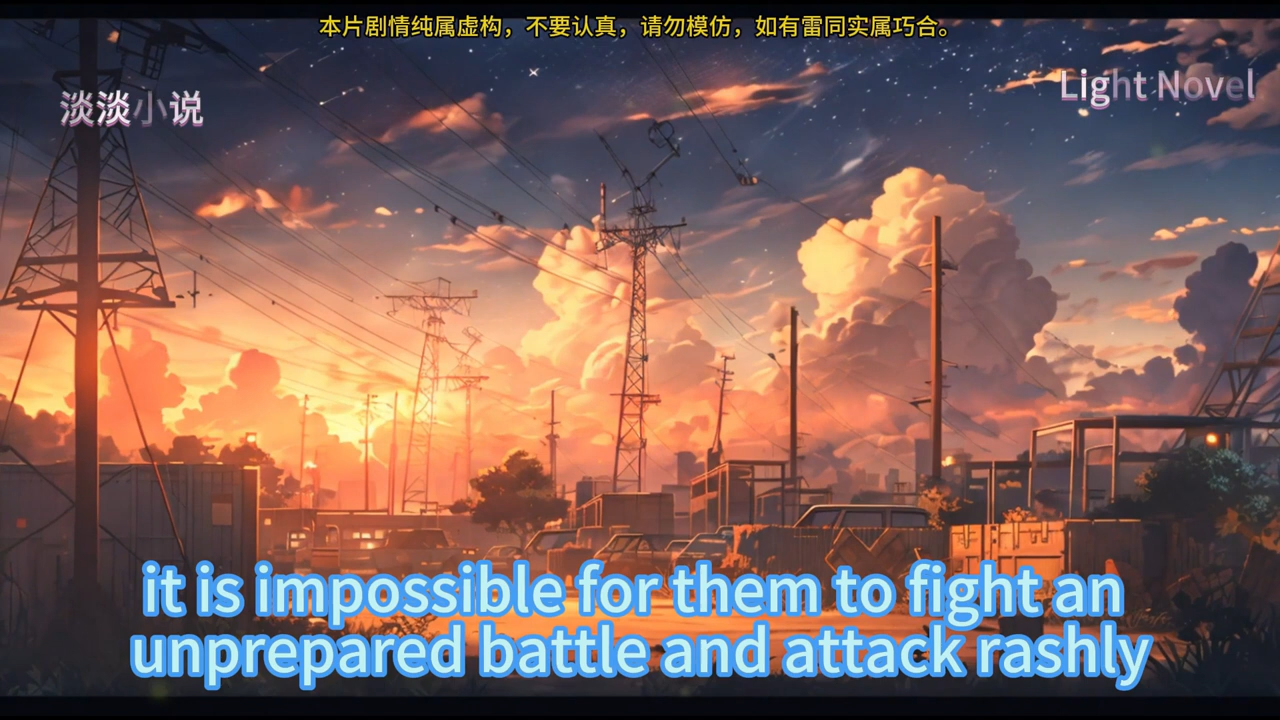 本片剧情纯属虚构，不要认真，请勿模仿，如有雷同实属巧合。
淡淡小说
Light Novel
it is impossible for them to fight an
unprepared battle and attack rashly